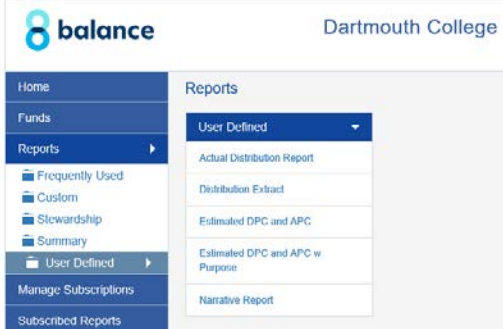 balance
Dartmouth College
Home
Funds
Reports
Frequently Used
Custom
Stewardship
Summary
User Defined
Manage Subscriptions
Subscribed Reports
Reports
User Defined
Actual Distribution Report
Distribution Extract
Estimated DPC and APC
Estimated DPC and APC w
Purpose
Narrative Report